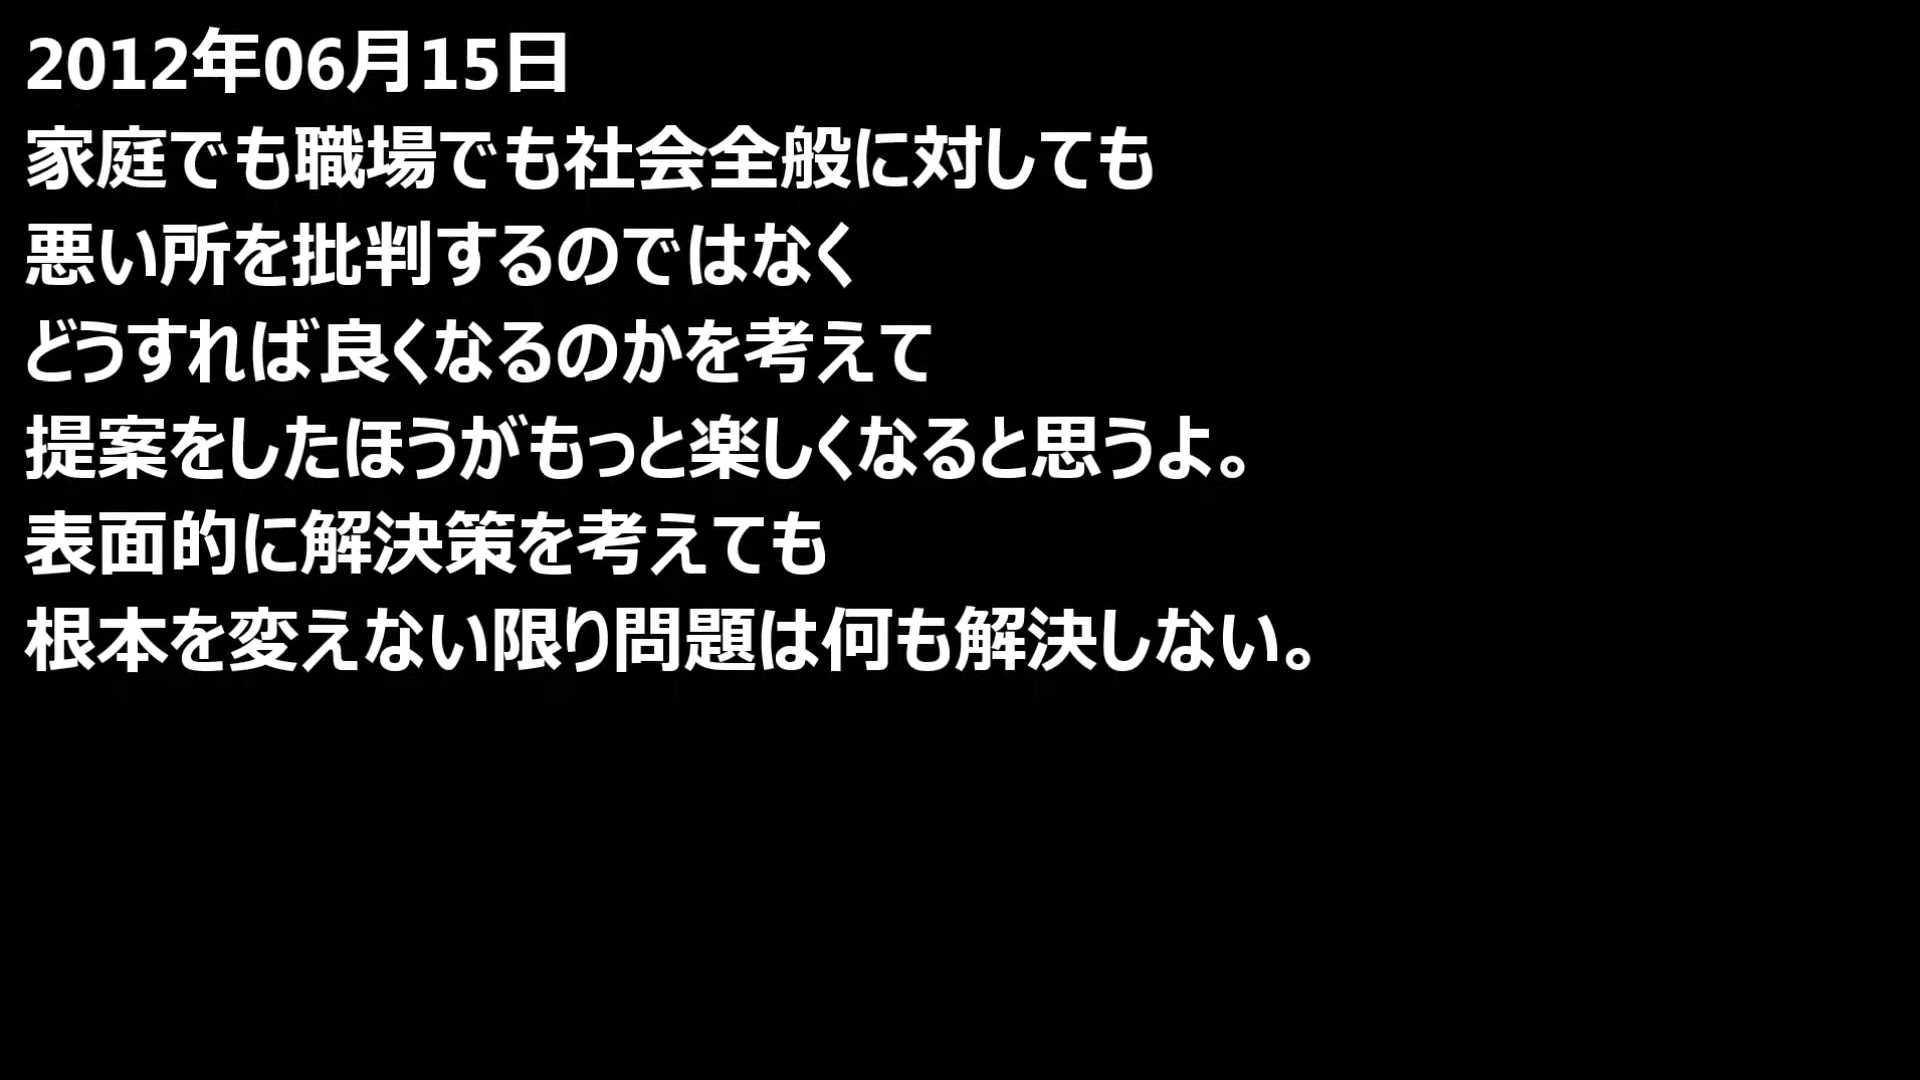 2012年06月15日
家庭でも職場でも社会全般に対しても
悪い所を批判するのではなく
どうすれば良くなるのかを考えて
提案をしたほうがもっと楽しくなると思うよ。
表面的に解決策を考えても
根本を変えない限り問題は何も解決しない。